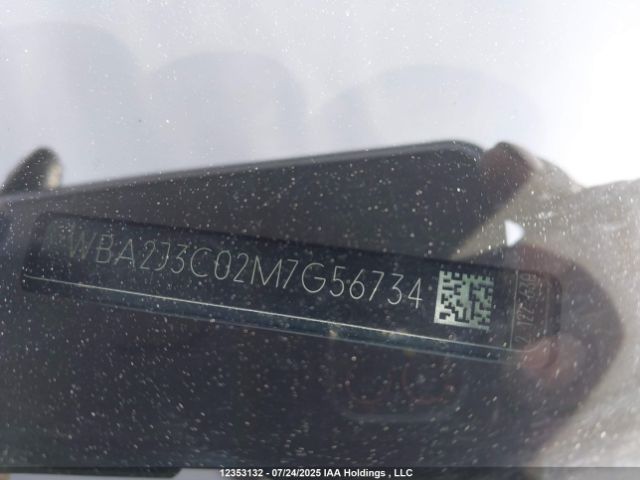 WBA2J3C02M7G56734
12353132 - 07/24/2025 IAA Holdings , LLC